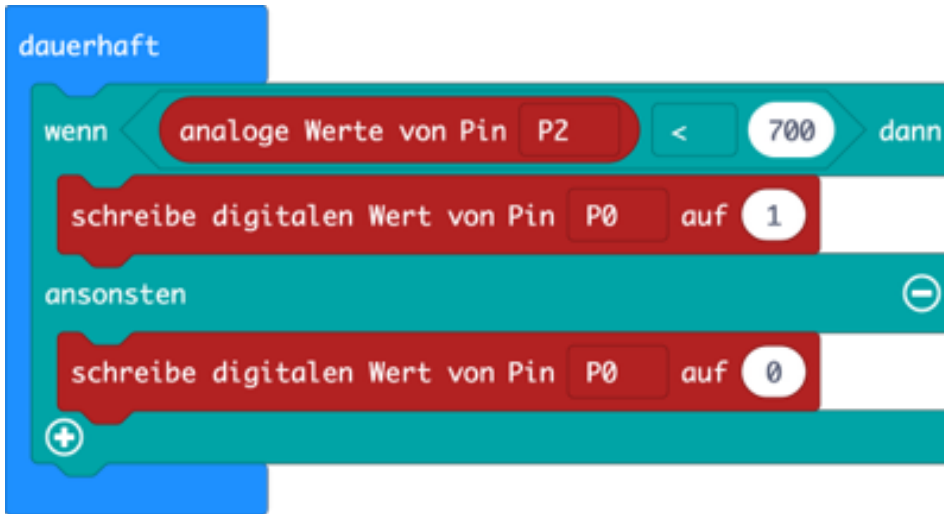 dauerhaft
wenn analoge Werte von Pin P2 < 700 dann
schreibe digitalen Wert von Pin P0 auf 1
ansonsten
schreibe digitalen Wert von Pin P0 auf 0